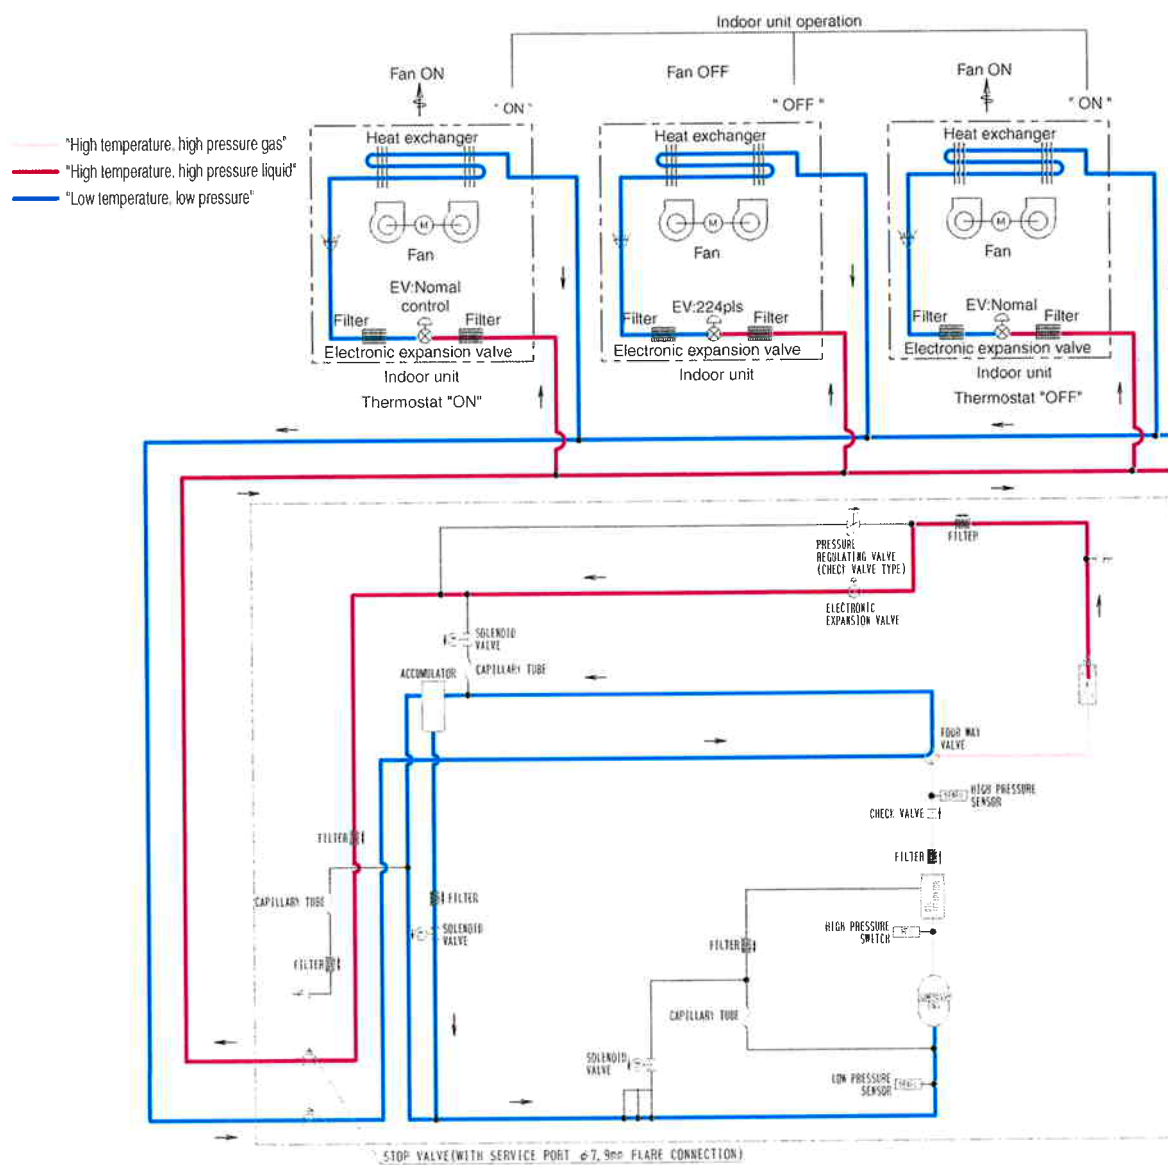 Indoor unit operation
Fan ON
Fan OFF
Fan ON
" ON "
" OFF "
" ON "
"High temperature, high pressure gas"
"High temperature, high pressure liquid"
"Low temperature, low pressure"
Heat exchanger
Heat exchanger
Heat exchanger
M
M
M
Fan
Fan
Fan
EV:Nomal
control
EV:224pls
EV:Nomal
Filter
Filter
Filter
Filter
Filter
Filter
Electronic expansion valve
Electronic expansion valve
Electronic expansion valve
Indoor unit
Indoor unit
Indoor unit
Thermostat "ON"
Thermostat "OFF"
FILTER
PRESSURE
REGULATING VALVE
(CHECK VALVE TYPE)
ELECTRONIC
EXPANSION VALVE
SOLENOID
VALVE
CAPILLARY TUBE
ACCUMULATOR
FOUR WAY
VALVE
HIGH PRESSURE
SENSOR
CHECK VALVE
FILTER
FILTER
CAPILLARY TUBE
FILTER
SOLENOID
VALVE
FILTER
HIGH PRESSURE
SWITCH
FILTER
CAPILLARY TUBE
SOLENOID
VALVE
LOW PRESSURE
SENSOR
STOP VALVE(WITH SERVICE PORT φ7,9mm FLARE CONNECTION)